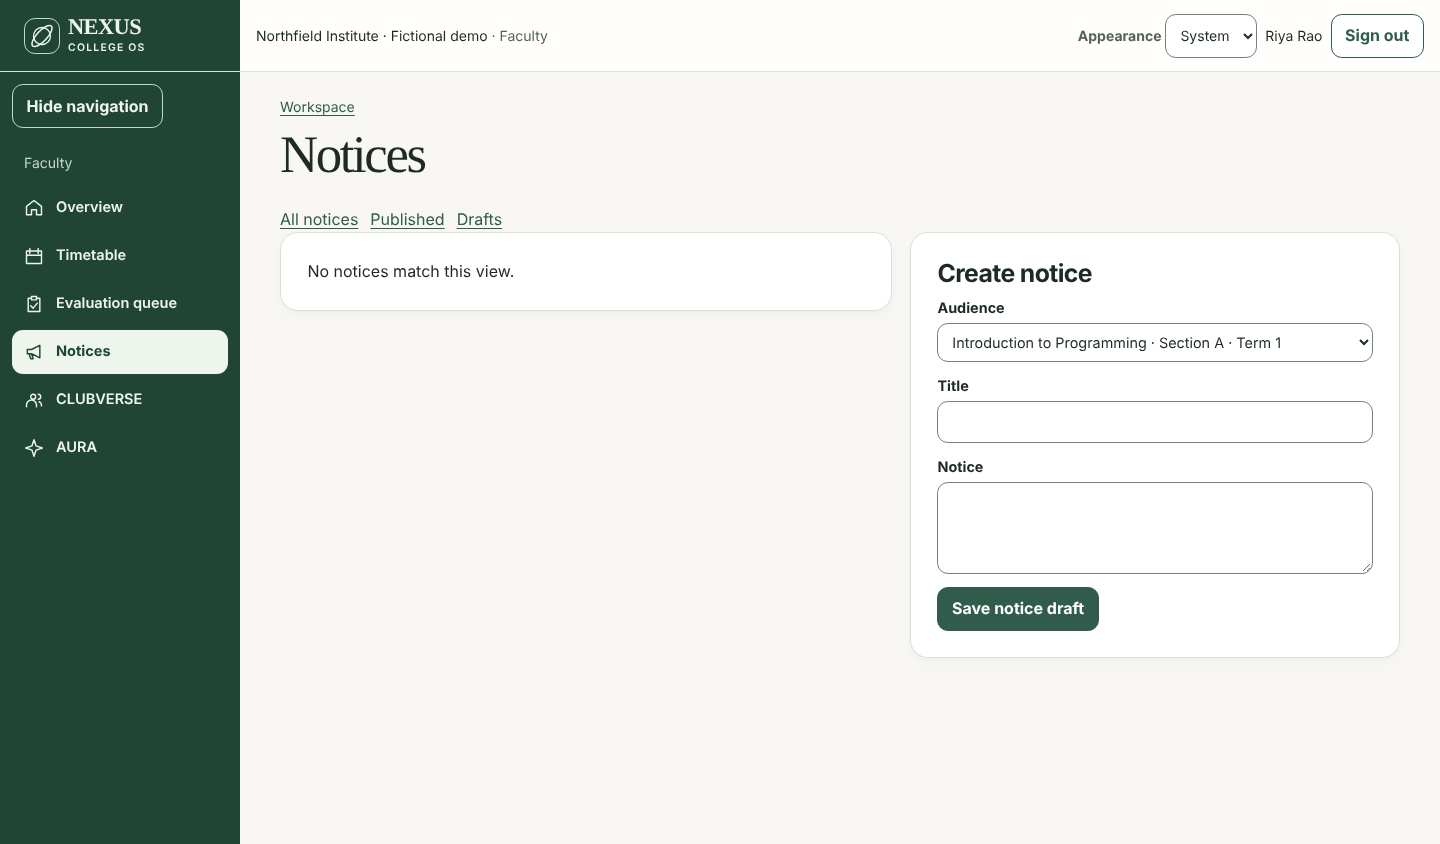 NEXUS
COLLEGE OS
Northfield Institute · Fictional demo · Faculty
Appearance
System
Riya Rao
Sign out
Hide navigation
Faculty
Overview
Timetable
Evaluation queue
Notices
CLUBVERSE
AURA
Workspace
Notices
All notices Published Drafts
No notices match this view.
Create notice
Audience
Introduction to Programming · Section A · Term 1
Title
Notice
Save notice draft